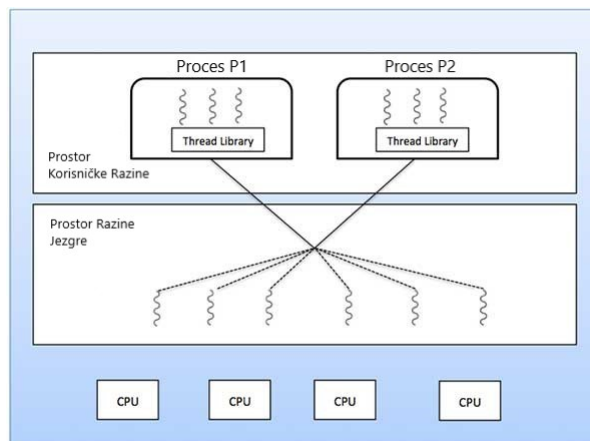 Proces P1
Proces P2
Thread Library
Thread Library
Prostor
Korisničke Razine
Prostor Razine
Jezgre
CPU
CPU
CPU
CPU